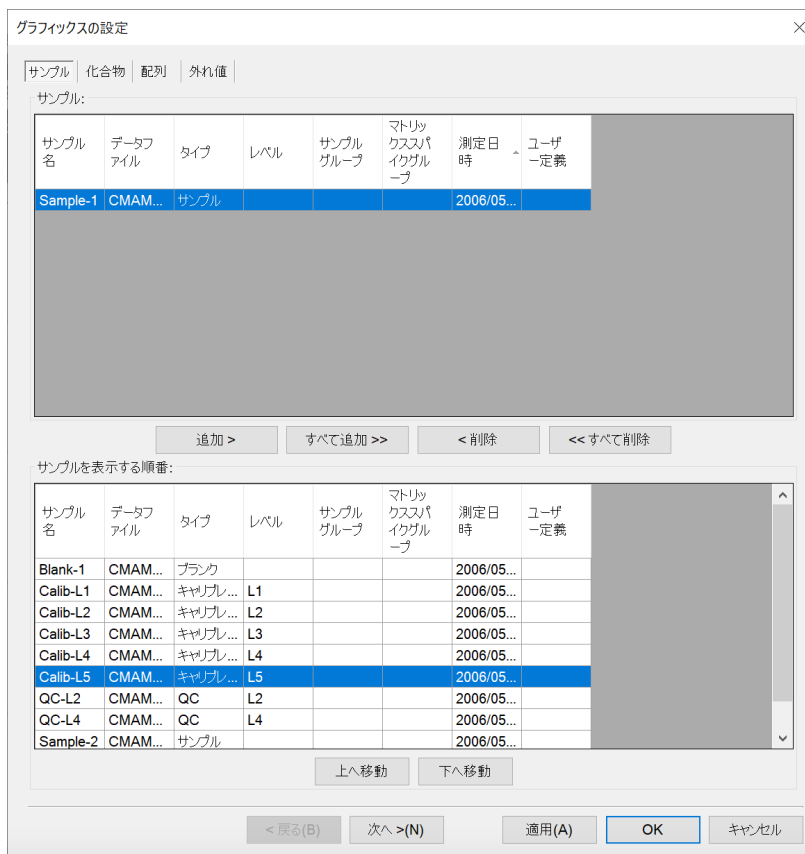 グラフィックスの設定
サンプル 化合物 配列 外れ値
サンプル:
サンプル名 データファイル タイプ レベル サンプルグループ マトリックススパイクグループ 測定日時 ユーザー定義
Sample-1 CMAM... サンプル 2006/05...
追加 > すべて追加 >> < 削除 << すべて削除
サンプルを表示する順番:
サンプル名 データファイル タイプ レベル サンプルグループ マトリックススパイクグループ 測定日時 ユーザー定義
Blank-1 CMAM... ブランク 2006/05...
Calib-L1 CMAM... キャリブレ... L1 2006/05...
Calib-L2 CMAM... キャリブレ... L2 2006/05...
Calib-L3 CMAM... キャリブレ... L3 2006/05...
Calib-L4 CMAM... キャリブレ... L4 2006/05...
Calib-L5 CMAM... キャリブレ... L5 2006/05...
QC-L2 CMAM... QC L2 2006/05...
QC-L4 CMAM... QC L4 2006/05...
Sample-2 CMAM... サンプル 2006/05...
上へ移動 下へ移動
< 戻る(B) 次へ >(N) 適用(A) OK キャンセル